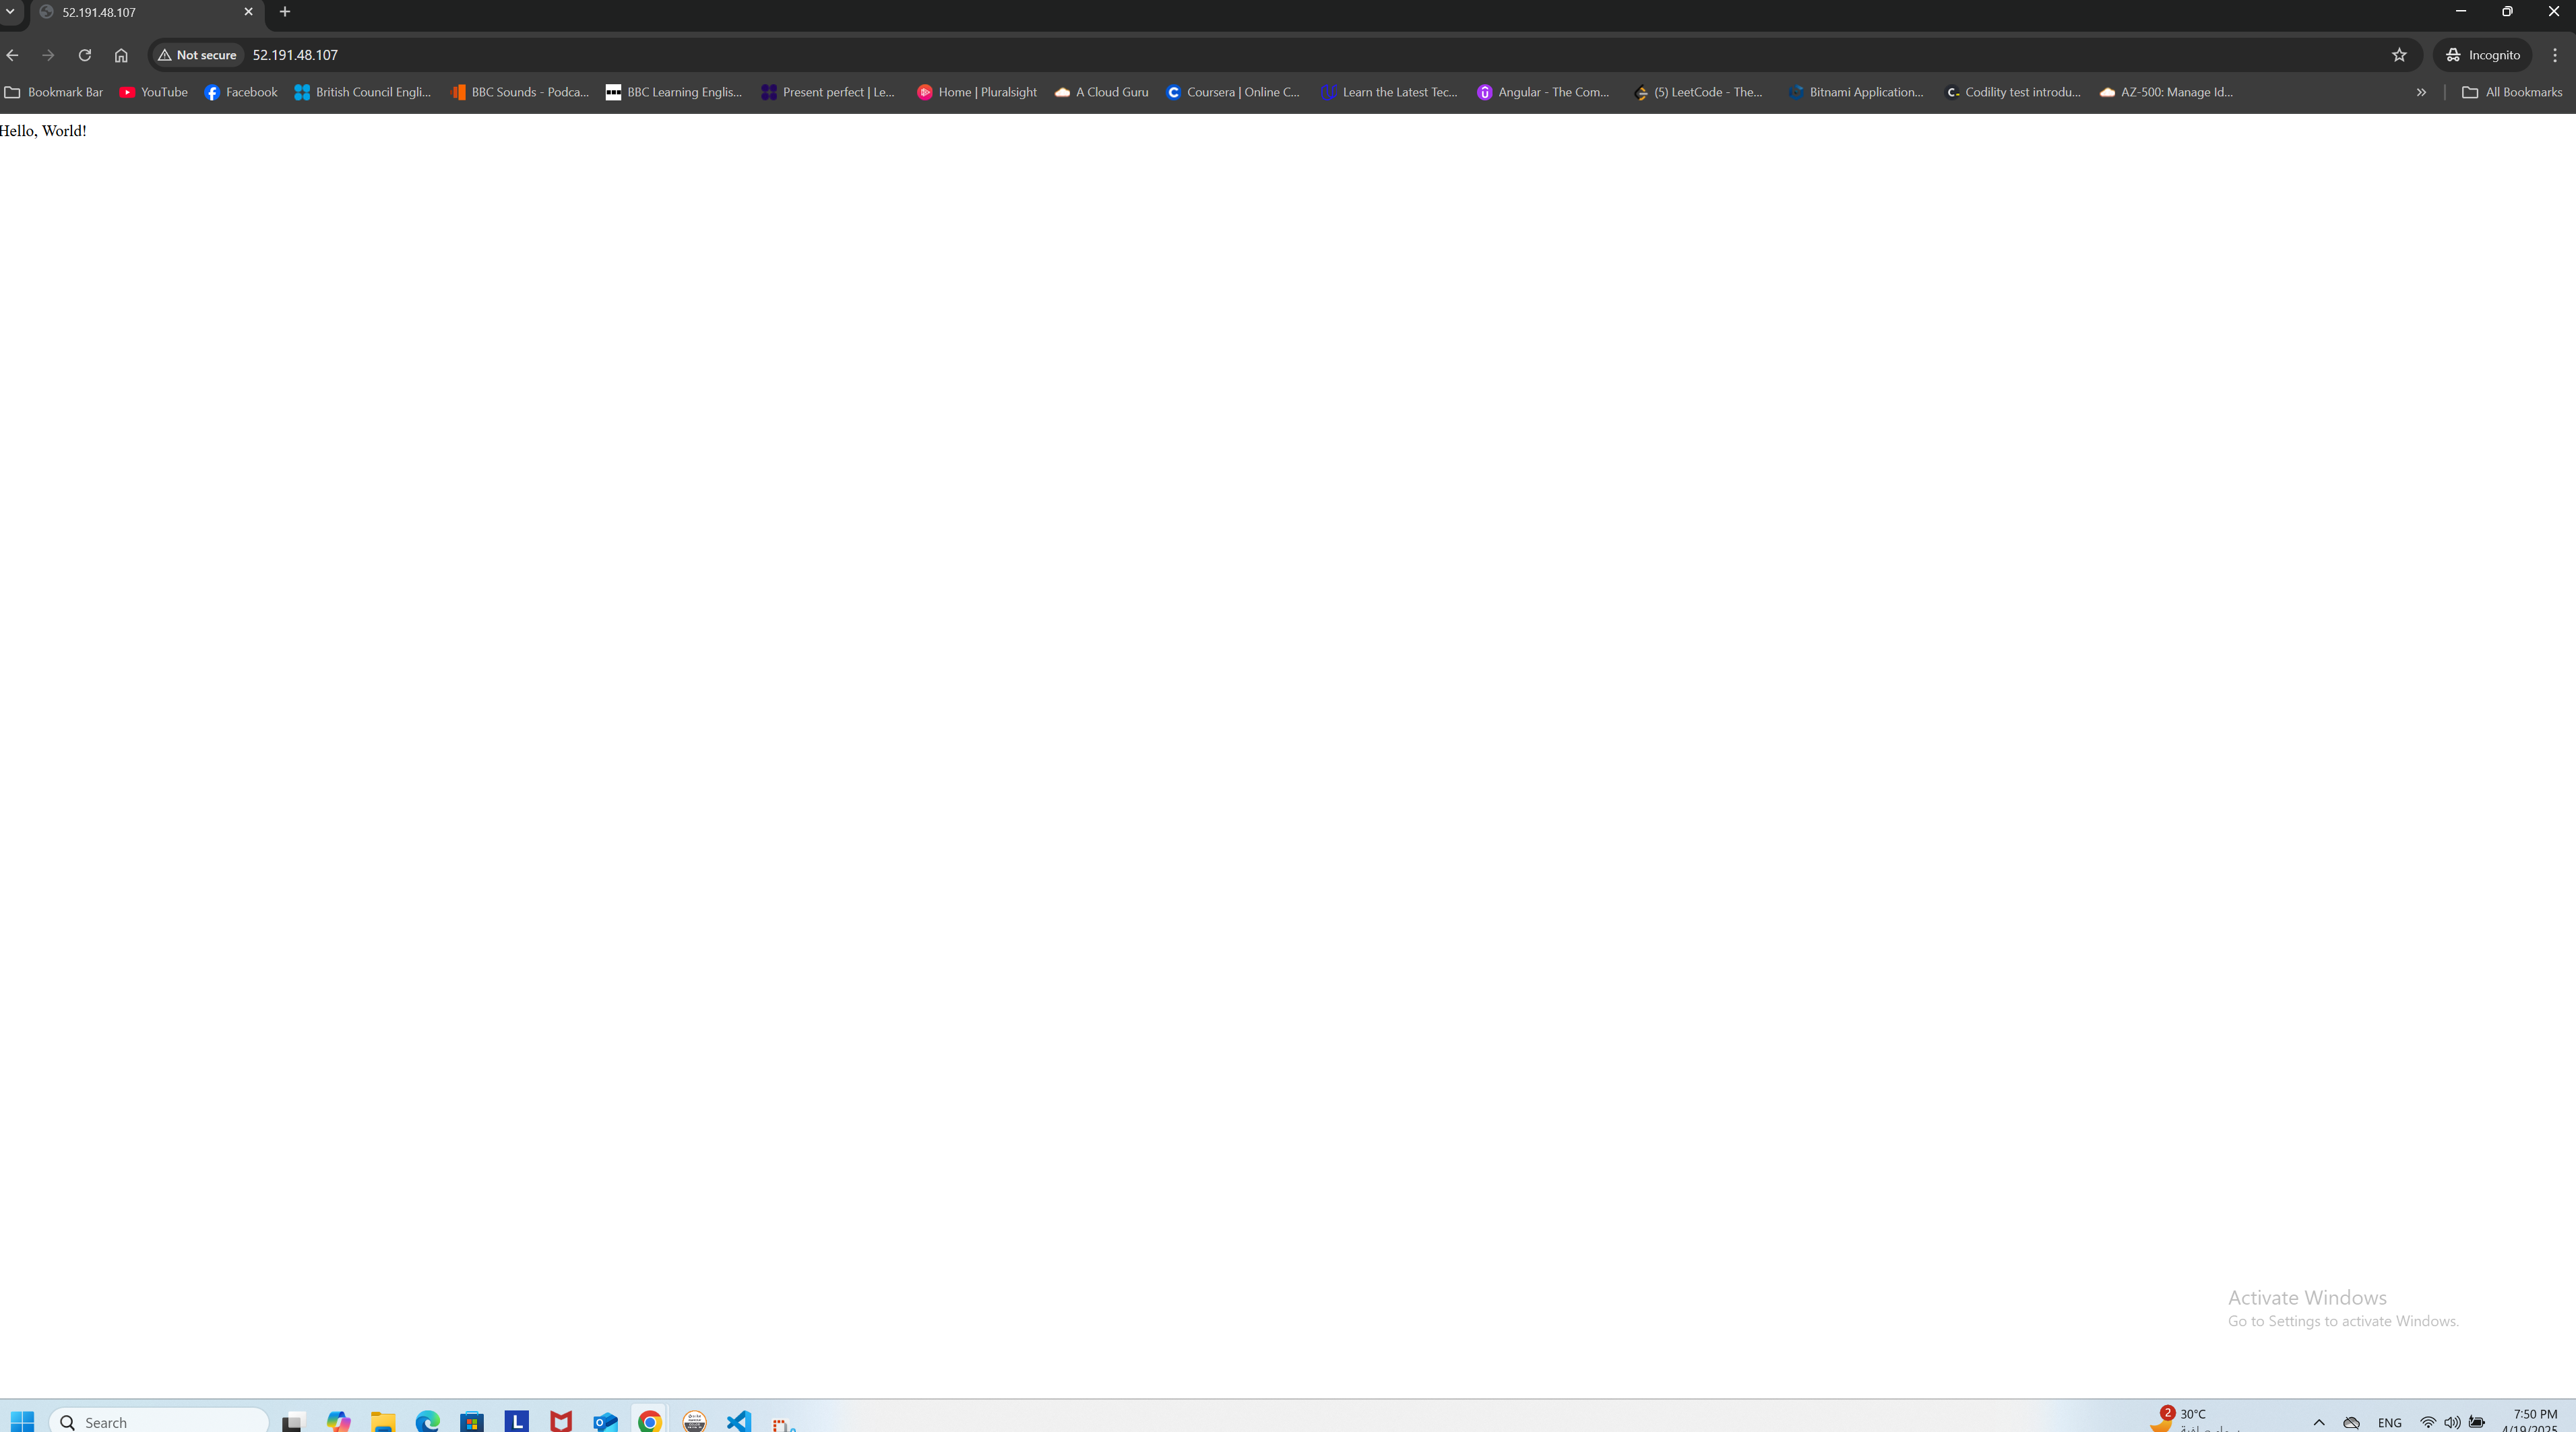 52.191.48.107
Not secure 52.191.48.107 Incognito
Bookmark Bar YouTube Facebook British Council Engli... BBC Sounds - Podca... BBC Learning Englis... Present perfect | Le... Home | Pluralsight A Cloud Guru Coursera | Online C... Learn the Latest Tec... Angular - The Com... (5) LeetCode - The... Bitnami Application... Codility test introdu... AZ-500: Manage Id... All Bookmarks
Hello, World!
Activate Windows
Go to Settings to activate Windows.
Search 2 30°C ENG 7:50 PM
4/19/2025